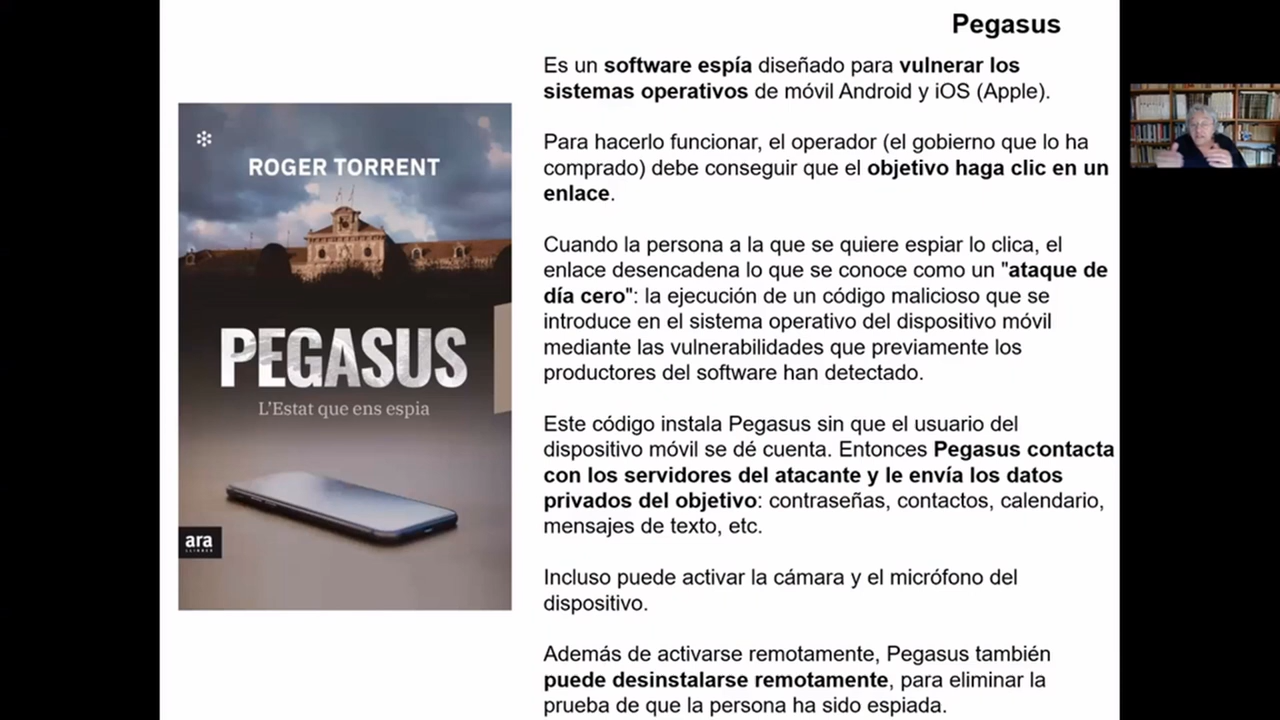 Pegasus
Es un software espía diseñado para vulnerar los
sistemas operativos de móvil Android y iOS (Apple).
Para hacerlo funcionar, el operador (el gobierno que lo ha
comprado) debe conseguir que el objetivo haga clic en un
enlace.
Cuando la persona a la que se quiere espiar lo clica, el
enlace desencadena lo que se conoce como un "ataque de
día cero": la ejecución de un código malicioso que se
introduce en el sistema operativo del dispositivo móvil
mediante las vulnerabilidades que previamente los
productores del software han detectado.
Este código instala Pegasus sin que el usuario del
dispositivo móvil se dé cuenta. Entonces Pegasus contacta
con los servidores del atacante y le envía los datos
privados del objetivo: contraseñas, contactos, calendario,
mensajes de texto, etc.
Incluso puede activar la cámara y el micrófono del
dispositivo.
Además de activarse remotamente, Pegasus también
puede desinstalarse remotamente, para eliminar la
prueba de que la persona ha sido espiada.
ROGER TORRENT
PEGASUS
L'Estat que ens espia
ara
LLIBRES